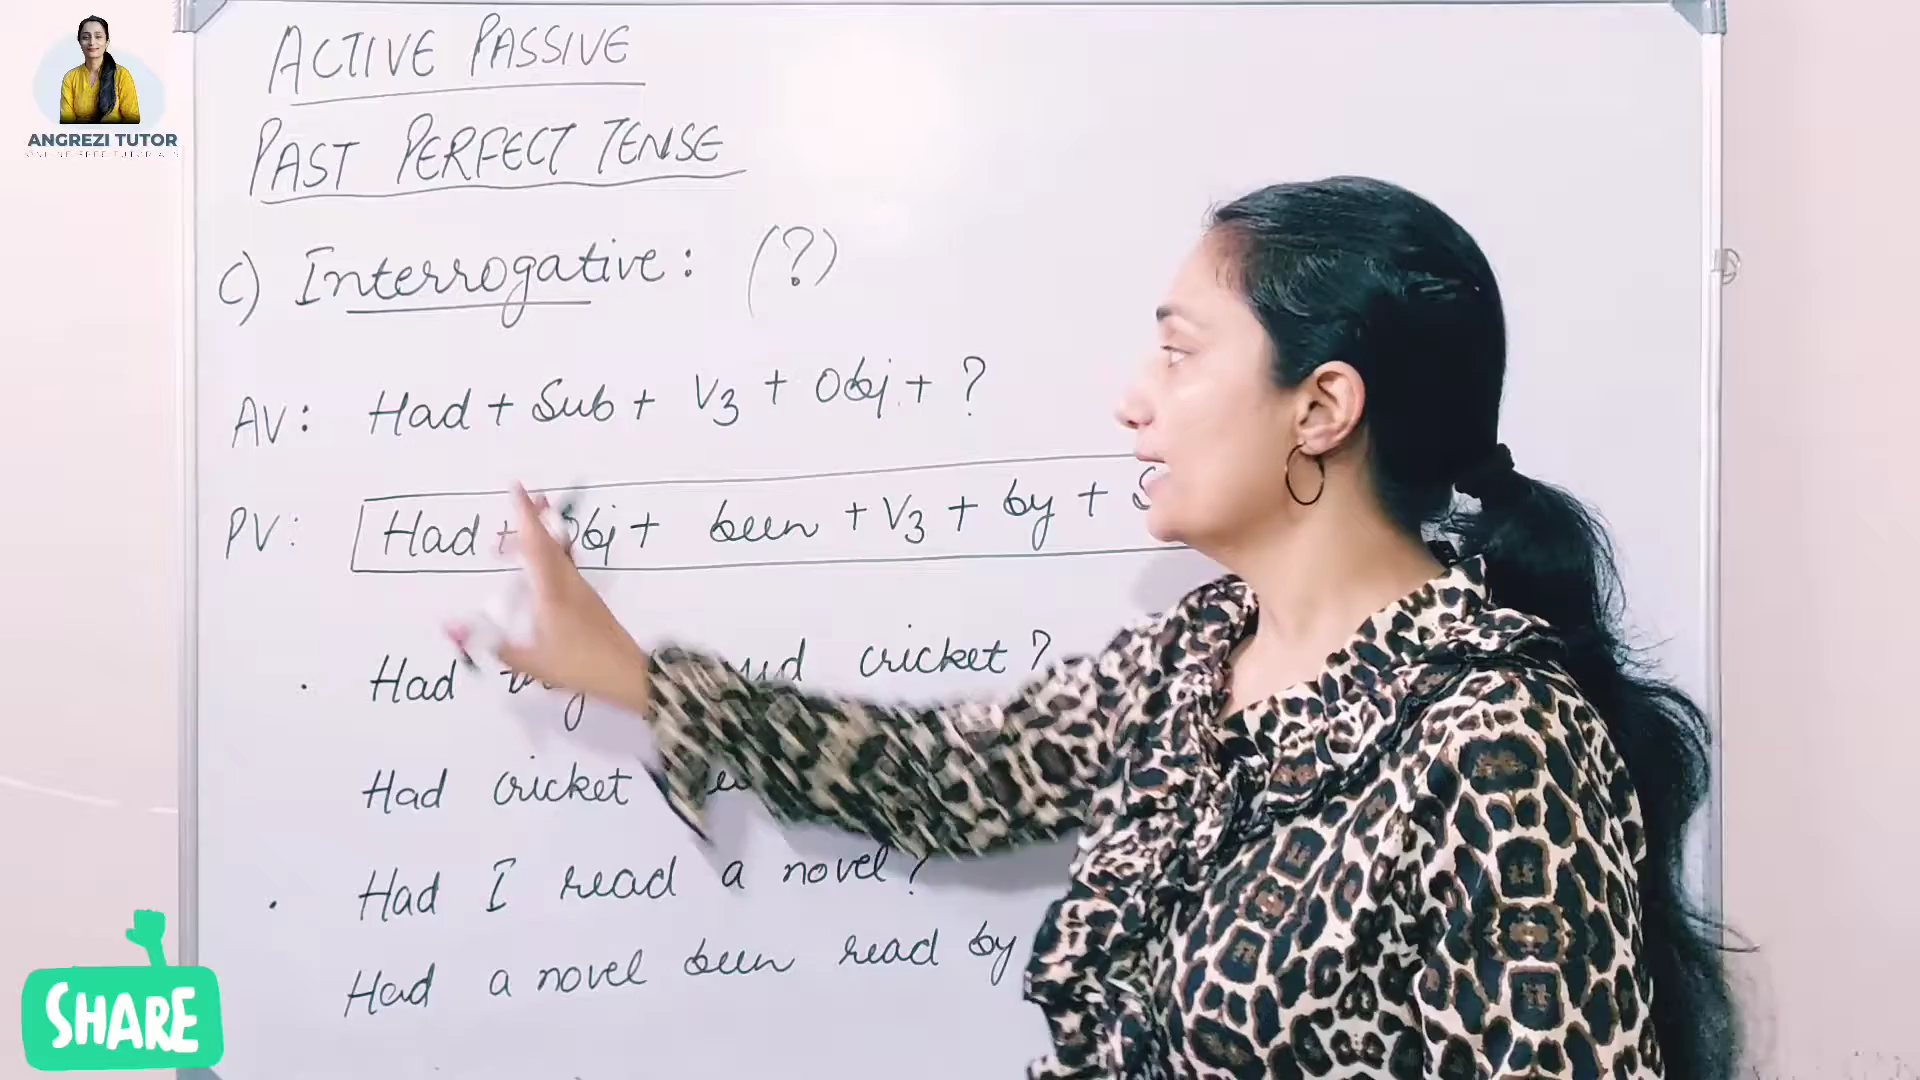 ANGREZI TUTOR
ACTIVE PASSIVE
PAST PERFECT TENSE
C) Interrogative: (?)
AV: Had + Sub + V3 + Obj + ?
PV: Had + Obj + been + V3 + by +
. Had cricket?
Had cricket
. Had I read a novel?
Had a novel been read by
SHARE